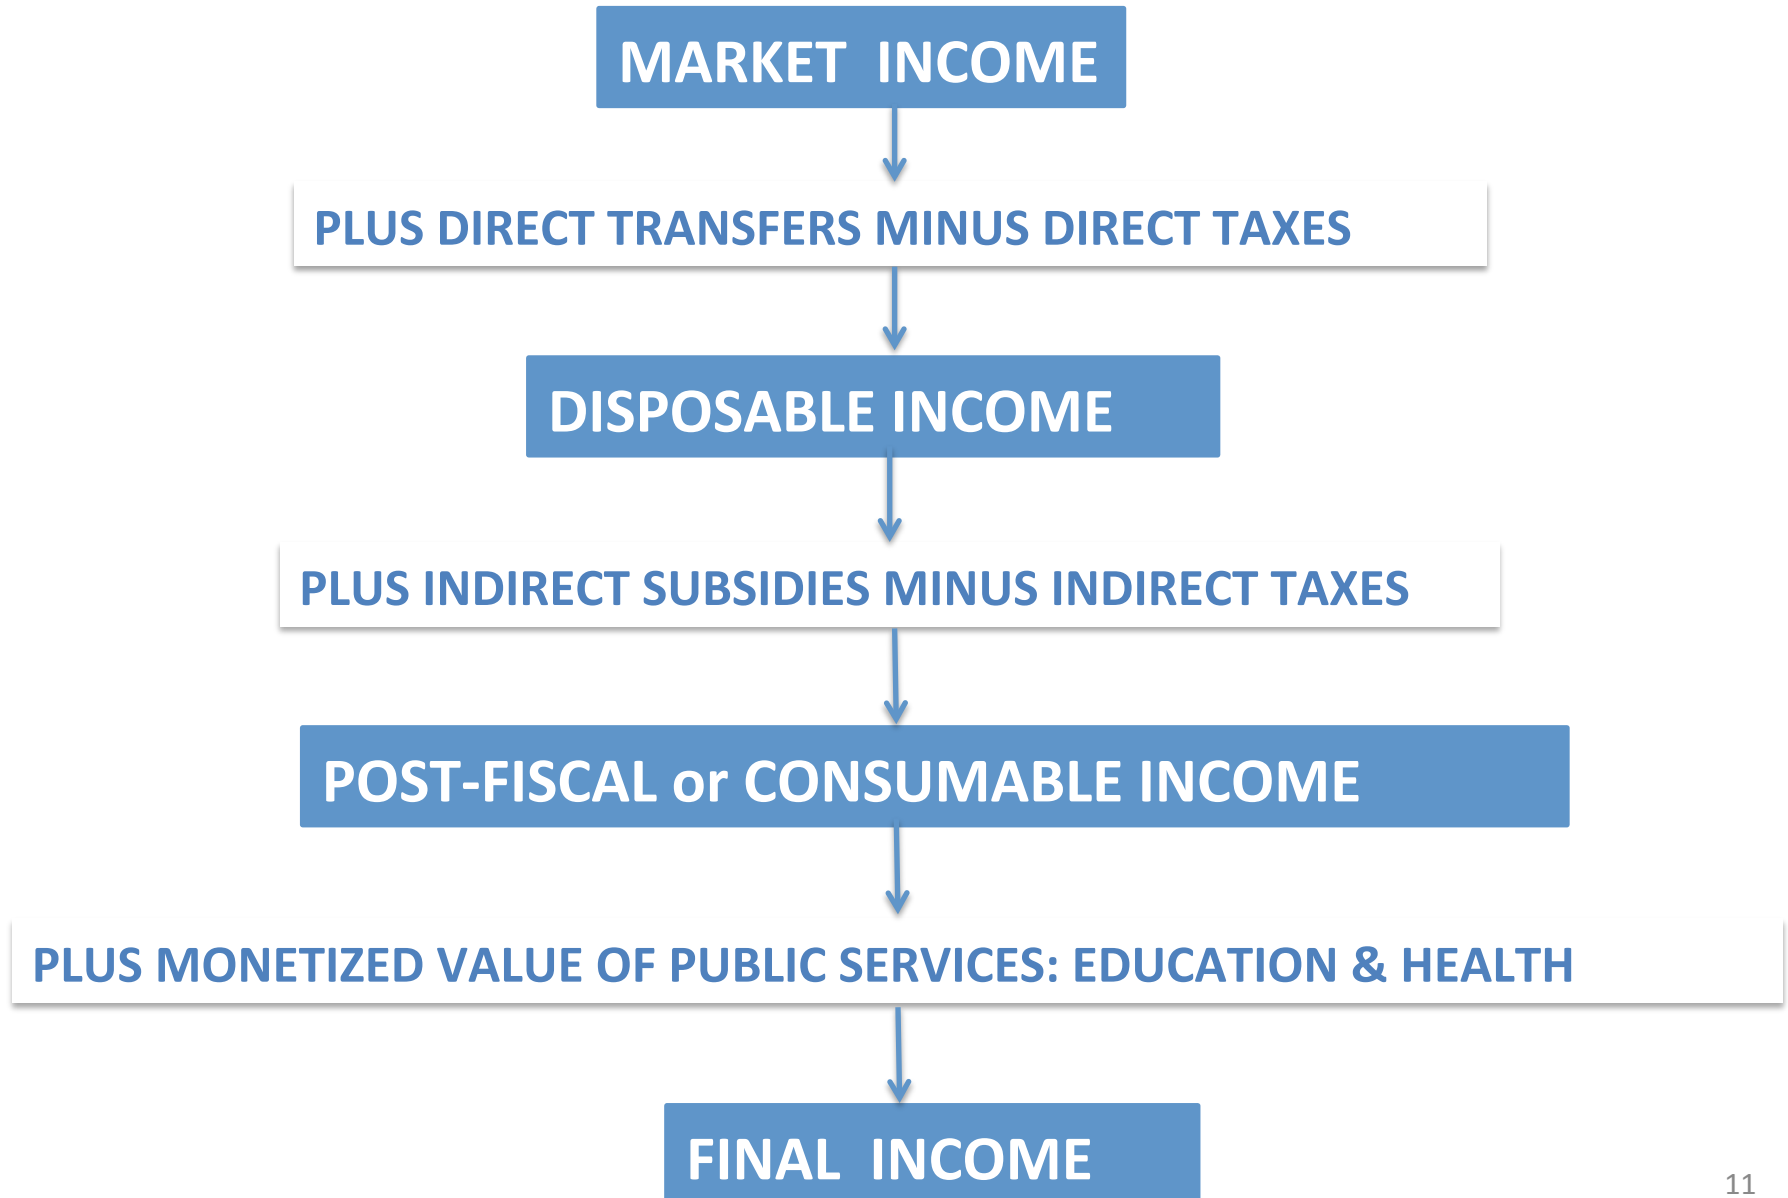 MARKET INCOME
PLUS DIRECT TRANSFERS MINUS DIRECT TAXES
DISPOSABLE INCOME
PLUS INDIRECT SUBSIDIES MINUS INDIRECT TAXES
POST-FISCAL or CONSUMABLE INCOME
PLUS MONETIZED VALUE OF PUBLIC SERVICES: EDUCATION & HEALTH
FINAL INCOME
11